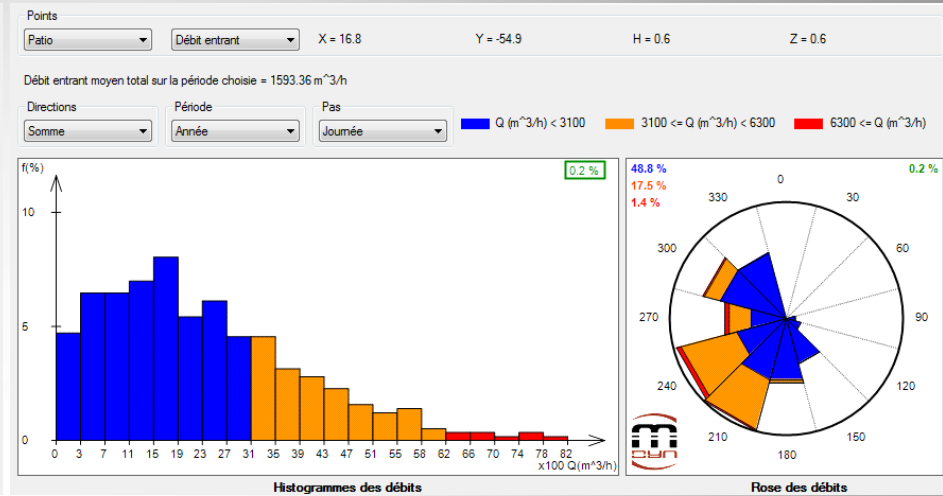 Points
Patio Débit entrant X = 16.8 Y = -54.9 H = 0.6 Z = 0.6
Débit entrant moyen total sur la période choisie = 1593.36 m^3/h
Directions Période Pas
Somme Année Journée Q (m^3/h) < 3100 3100 <= Q (m^3/h) < 6300 6300 <= Q (m^3/h)
f(%) 0.2 % 48.8 % 0.2 %
17.5 %
1.4 %
0
330 30
10
300 60
5
270 90
240 120
210 150
180
0
0 3 7 11 15 19 23 27 31 35 39 43 47 51 55 58 62 66 70 74 78 82
x100 Q(m^3/h)
Histogrammes des débits Rose des débits